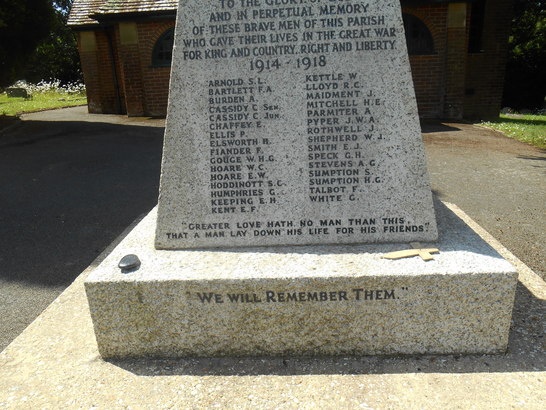 TO THE GLORY
AND IN PERPETUAL MEMORY
OF THESE BRAVE MEN OF THIS PARISH
WHO GAVE THEIR LIVES IN THE GREAT WAR
FOR KING AND COUNTRY, RIGHT AND LIBERTY
1914-1918
ARNOLD S.L.
BARTLETT F.A.
BURDEN A.
CASSIDY C. SEN.
CASSIDY C. JUN.
CHAFFEY E.
ELLIS P.
ELSWORTH H.
FIANDER F.
GOUGE W.H.G.
HOARE W.C.
HOARE E.W.
HODDINOTT S.C.
HUMPHRIES G.
KEEPING E.H.
KENT E.F.
KETTLE W.
LLOYD R.C.
MAIDMENT J.
MITCHELL H.E.
PARMITER A.
PYPER J.W.A.
ROTHWELL J.
SHEPHERD W.J.
SMITH E.J.
SPECK G.H.
STEVENS A.G.
SUMPTION S.
SUMPTION H.G.
TALBOT F.
WHITE G.
"GREATER LOVE HATH NO MAN THAN THIS,
THAT A MAN LAY DOWN HIS LIFE FOR HIS FRIENDS"
"WE WILL REMEMBER THEM."